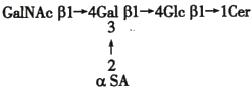 GalNAc β1→4Gal β1→4Glc β1→1Cer
3
↑
2
α SA